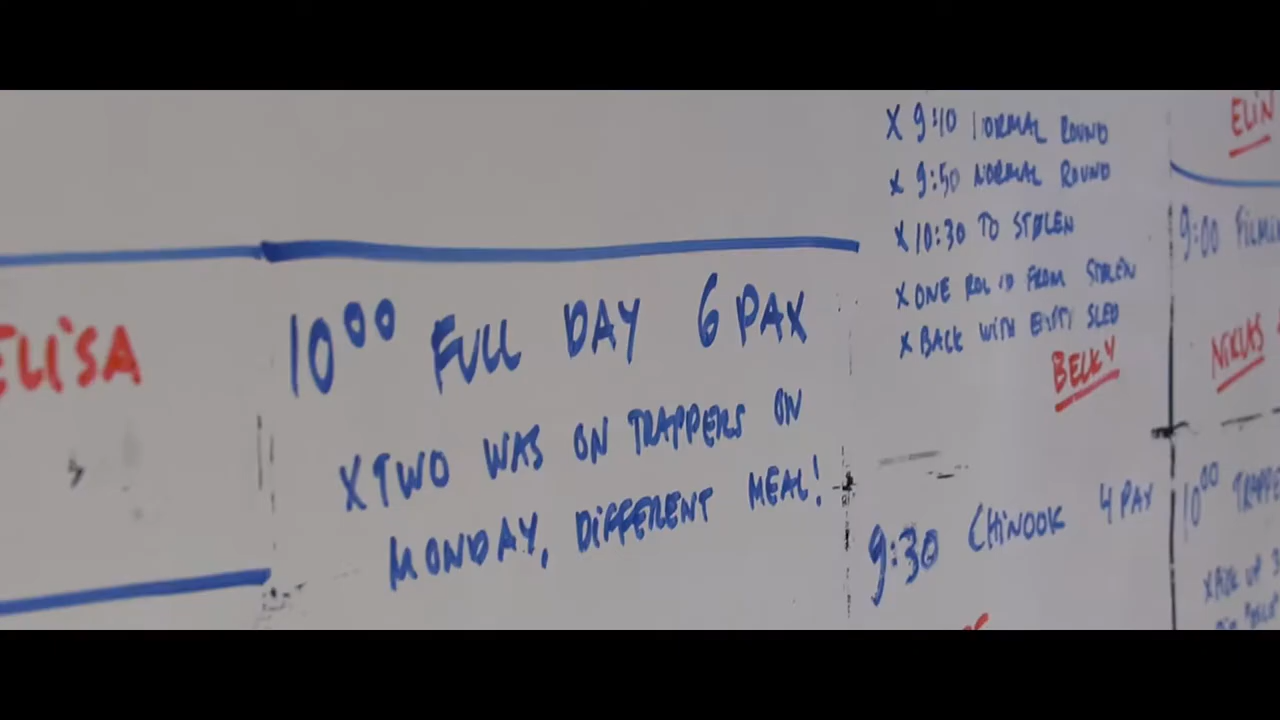 ELISA
10⁰⁰ FULL DAY 6 PAX
X TWO WAS ON TRAPPERS ON
MONDAY, DIFFERENT MEAL!
X 9:10 NORMAL ROUND
X 9:50 NORMAL ROUND
X 10:30 TO STOLEN
X ONE ROUND FROM STOLEN
X BACK WITH EMPTY SLED
BELKY
9:30 CHINOOK 4 PAX
ELIN
9:00
NIKLAS
10⁰⁰